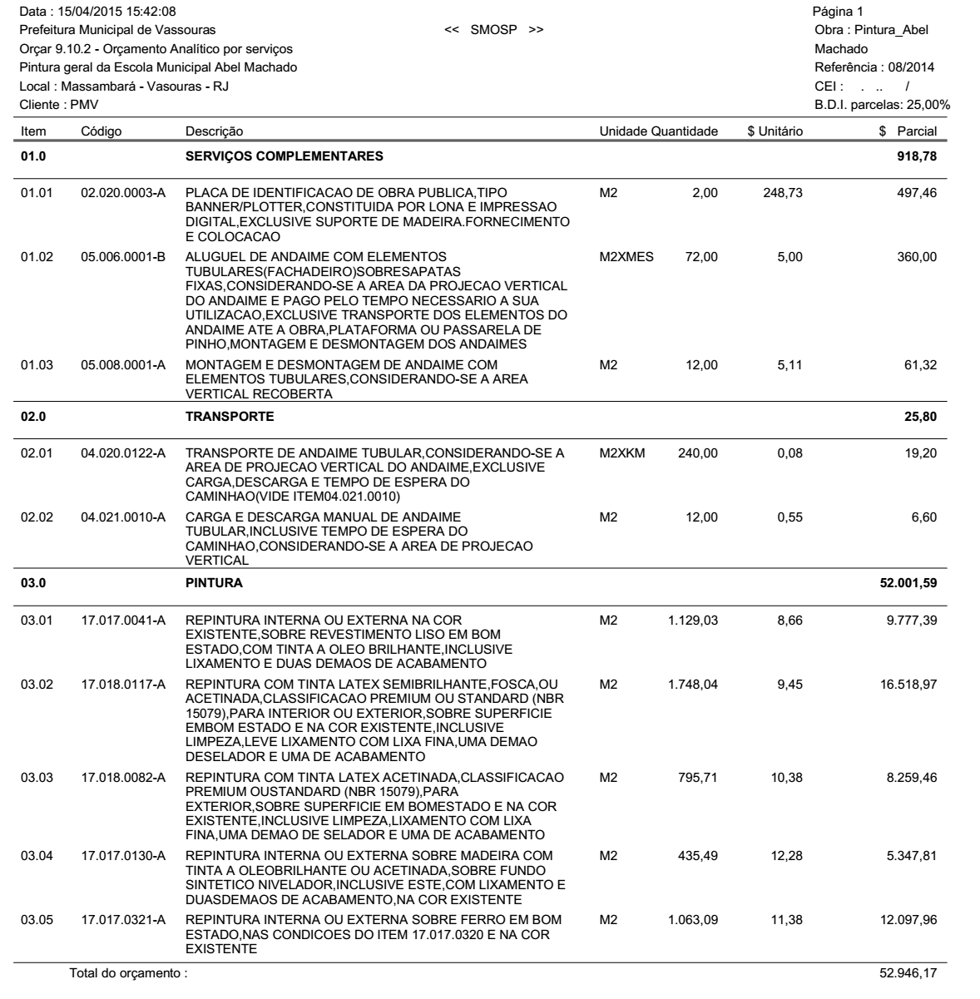 Data : 15/04/2015 15:42:08 Página 1
Prefeitura Municipal de Vassouras << SMOSP >> Obra : Pintura_Abel
Orçar 9.10.2 - Orçamento Analítico por serviços Machado
Pintura geral da Escola Municipal Abel Machado Referência : 08/2014
Local : Massambará - Vasouras - RJ CEI : . .. /
Cliente : PMV B.D.I. parcelas: 25,00%
Item Código Descrição Unidade Quantidade $ Unitário $ Parcial
01.0 SERVIÇOS COMPLEMENTARES 918,78
01.01 02.020.0003-A PLACA DE IDENTIFICACAO DE OBRA PUBLICA,TIPO M2 2,00 248,73 497,46
BANNER/PLOTTER,CONSTITUIDA POR LONA E IMPRESSAO
DIGITAL,EXCLUSIVE SUPORTE DE MADEIRA.FORNECIMENTO
E COLOCACAO
01.02 05.006.0001-B ALUGUEL DE ANDAIME COM ELEMENTOS M2XMES 72,00 5,00 360,00
TUBULARES(FACHADEIRO)SOBRESAPATAS
FIXAS,CONSIDERANDO-SE A AREA DA PROJECAO VERTICAL
DO ANDAIME E PAGO PELO TEMPO NECESSARIO A SUA
UTILIZACAO,EXCLUSIVE TRANSPORTE DOS ELEMENTOS DO
ANDAIME ATE A OBRA,PLATAFORMA OU PASSARELA DE
PINHO,MONTAGEM E DESMONTAGEM DOS ANDAIMES
01.03 05.008.0001-A MONTAGEM E DESMONTAGEM DE ANDAIME COM M2 12,00 5,11 61,32
ELEMENTOS TUBULARES,CONSIDERANDO-SE A AREA
VERTICAL RECOBERTA
02.0 TRANSPORTE 25,80
02.01 04.020.0122-A TRANSPORTE DE ANDAIME TUBULAR,CONSIDERANDO-SE A M2XKM 240,00 0,08 19,20
AREA DE PROJECAO VERTICAL DO ANDAIME,EXCLUSIVE
CARGA,DESCARGA E TEMPO DE ESPERA DO
CAMINHAO(VIDE ITEM04.021.0010)
02.02 04.021.0010-A CARGA E DESCARGA MANUAL DE ANDAIME M2 12,00 0,55 6,60
TUBULAR,INCLUSIVE TEMPO DE ESPERA DO
CAMINHAO,CONSIDERANDO-SE A AREA DE PROJECAO
VERTICAL
03.0 PINTURA 52.001,59
03.01 17.017.0041-A REPINTURA INTERNA OU EXTERNA NA COR M2 1.129,03 8,66 9.777,39
EXISTENTE,SOBRE REVESTIMENTO LISO EM BOM
ESTADO,COM TINTA A OLEO BRILHANTE,INCLUSIVE
LIXAMENTO E DUAS DEMAOS DE ACABAMENTO
03.02 17.018.0117-A REPINTURA COM TINTA LATEX SEMIBRILHANTE,FOSCA,OU M2 1.748,04 9,45 16.518,97
ACETINADA,CLASSIFICACAO PREMIUM OU STANDARD (NBR
15079),PARA INTERIOR OU EXTERIOR,SOBRE SUPERFICIE
EMBOM ESTADO E NA COR EXISTENTE,INCLUSIVE
LIMPEZA,LEVE LIXAMENTO COM LIXA FINA,UMA DEMAO
DESELADOR E UMA DE ACABAMENTO
03.03 17.018.0082-A REPINTURA COM TINTA LATEX ACETINADA,CLASSIFICACAO M2 795,71 10,38 8.259,46
PREMIUM OUSTANDARD (NBR 15079),PARA
EXTERIOR,SOBRE SUPERFICIE EM BOMESTADO E NA COR
EXISTENTE,INCLUSIVE LIMPEZA,LIXAMENTO COM LIXA
FINA,UMA DEMAO DE SELADOR E UMA DE ACABAMENTO
03.04 17.017.0130-A REPINTURA INTERNA OU EXTERNA SOBRE MADEIRA COM M2 435,49 12,28 5.347,81
TINTA A OLEOBRILHANTE OU ACETINADA,SOBRE FUNDO
SINTETICO NIVELADOR,INCLUSIVE ESTE,COM LIXAMENTO E
DUASDEMAOS DE ACABAMENTO,NA COR EXISTENTE
03.05 17.017.0321-A REPINTURA INTERNA OU EXTERNA SOBRE FERRO EM BOM M2 1.063,09 11,38 12.097,96
ESTADO,NAS CONDICOES DO ITEM 17.017.0320 E NA COR
EXISTENTE
Total do orçamento : 52.946,17